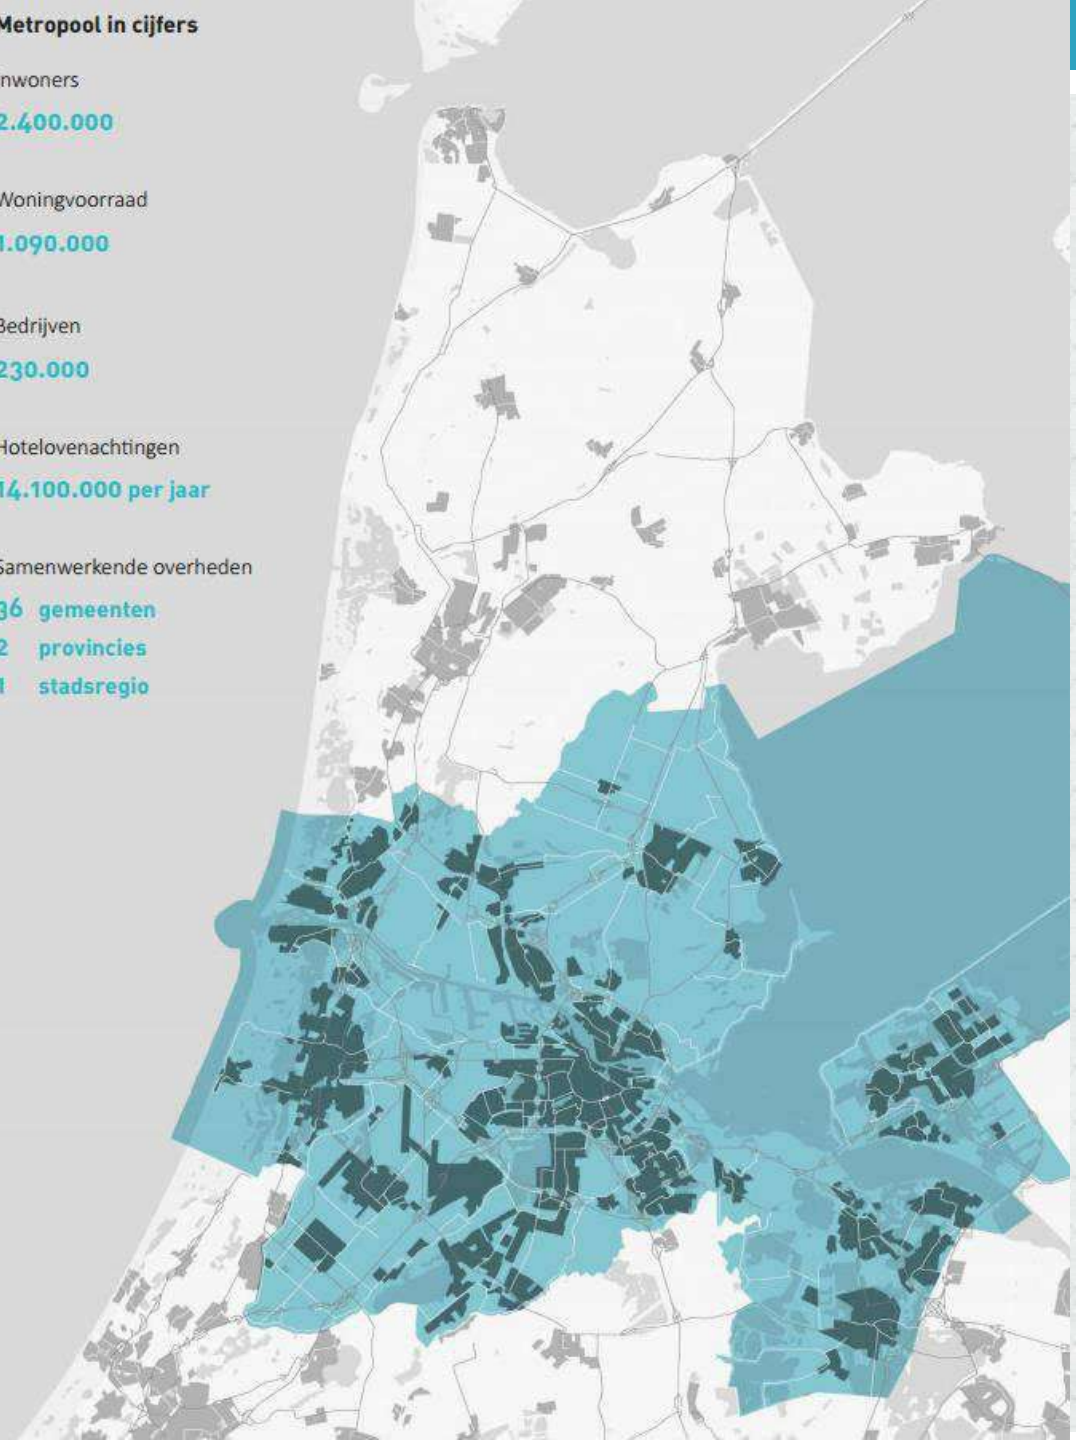 Metropool in cijfers
Inwoners
2.400.000
Woningvoorraad
1.090.000
Bedrijven
230.000
Hotelovenachtingen
14.100.000 per jaar
Samenwerkende overheden
36 gemeenten
2 provincies
1 stadsregio